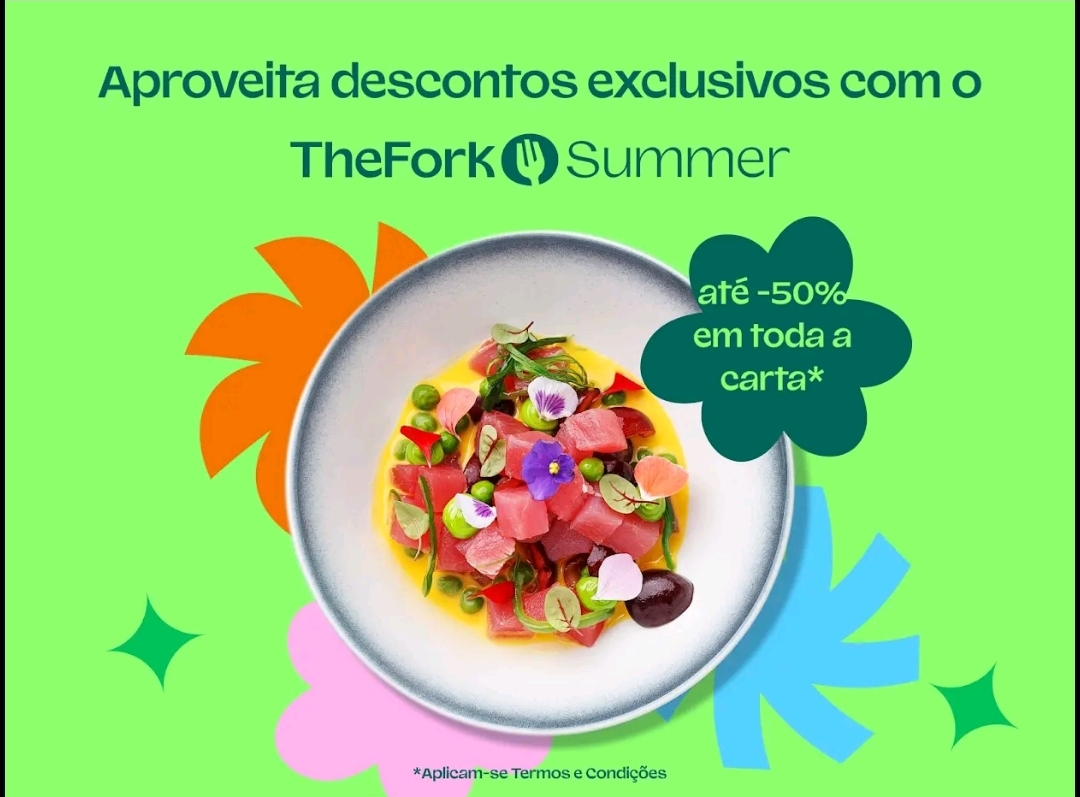 Aproveita descontos exclusivos com o
TheFork Summer
até -50%
em toda a
carta*
*Aplicam-se Termos e Condições